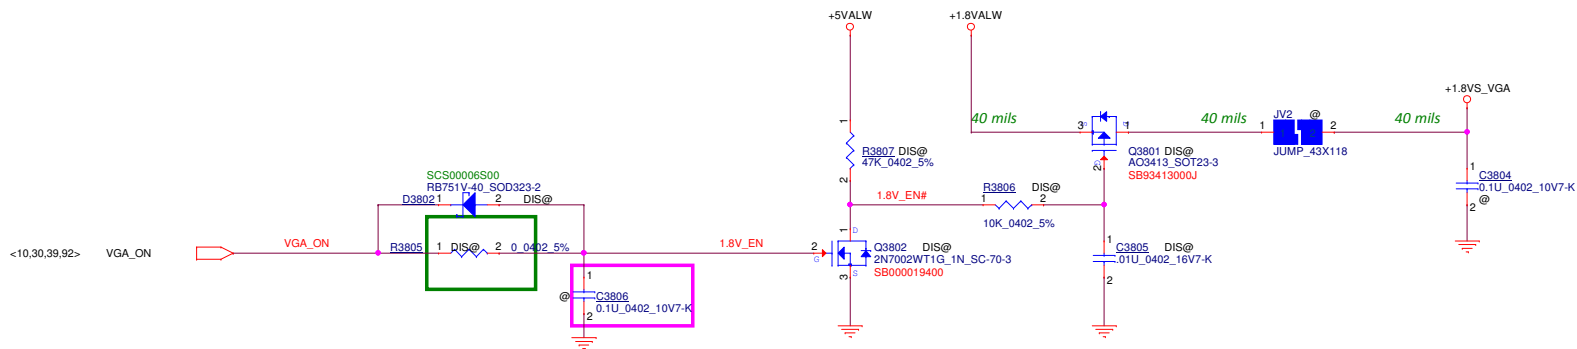 +5VALW
+1.8VALW
+1.8VS_VGA
40 mils
3
S
D
1
40 mils
1
JV2
@
2
40 mils
JUMP_43X118
Q3801 DIS@
AO3413_SOT23-3
SB93413000J
2
G
1
R3807 DIS@
47K_0402_5%
2
1
C3804
0.1U_0402_10V7-K
@
2
SCS00006S00
RB751V-40_SOD323-2
D3802 1
2
DIS@
1.8V_EN#
R3806
DIS@
1
2
10K_0402_5%
<10,30,39,92>
VGA_ON
VGA_ON
R3805
1
DIS@
2
0_0402_5%
1.8V_EN
2
G
1
D
Q3802
DIS@
2N7002WT1G_1N_SC-70-3
SB000019400
3
S
1
C3805
DIS@
.01U_0402_16V7-K
2
1
@
C3806
0.1U_0402_10V7-K
2